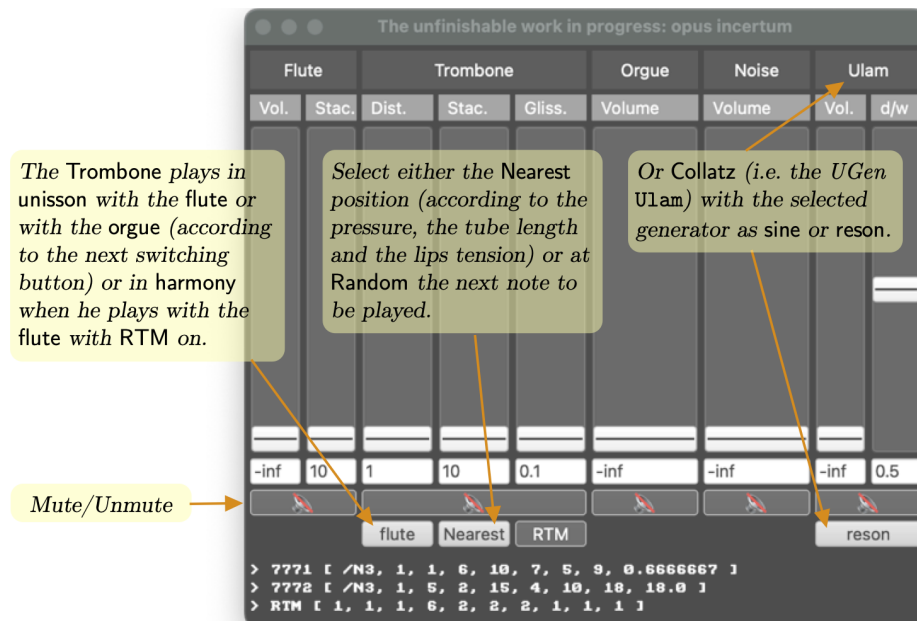 The unfinishable work in progress: opus incertum
Flute Trombone Orgue Noise Ulam
Vol. Stac. Dist. Stac. Gliss. Volume Volume Vol. d/w
The Trombone plays in
unisson with the flute or
with the orgue (according
to the next switching
button) or in harmony
when he plays with the
flute with RTM on.
Select either the Nearest
position (according to the
pressure, the tube length
and the lips tension) or at
Random the next note to
be played.
Or Collatz (i.e. the UGen
Ulam) with the selected
generator as sine or reson.
-inf 10 1 10 0.1 -inf -inf -inf 0.5
Mute/Unmute
flute Nearest RTM reson
> 7771 [ /N3, 1, 1, 6, 10, 7, 5, 9, 0.6666667 ]
> 7772 [ /N3, 1, 5, 2, 15, 4, 10, 18, 18.0 ]
> RTM [ 1, 1, 1, 6, 2, 2, 2, 1, 1, 1 ]